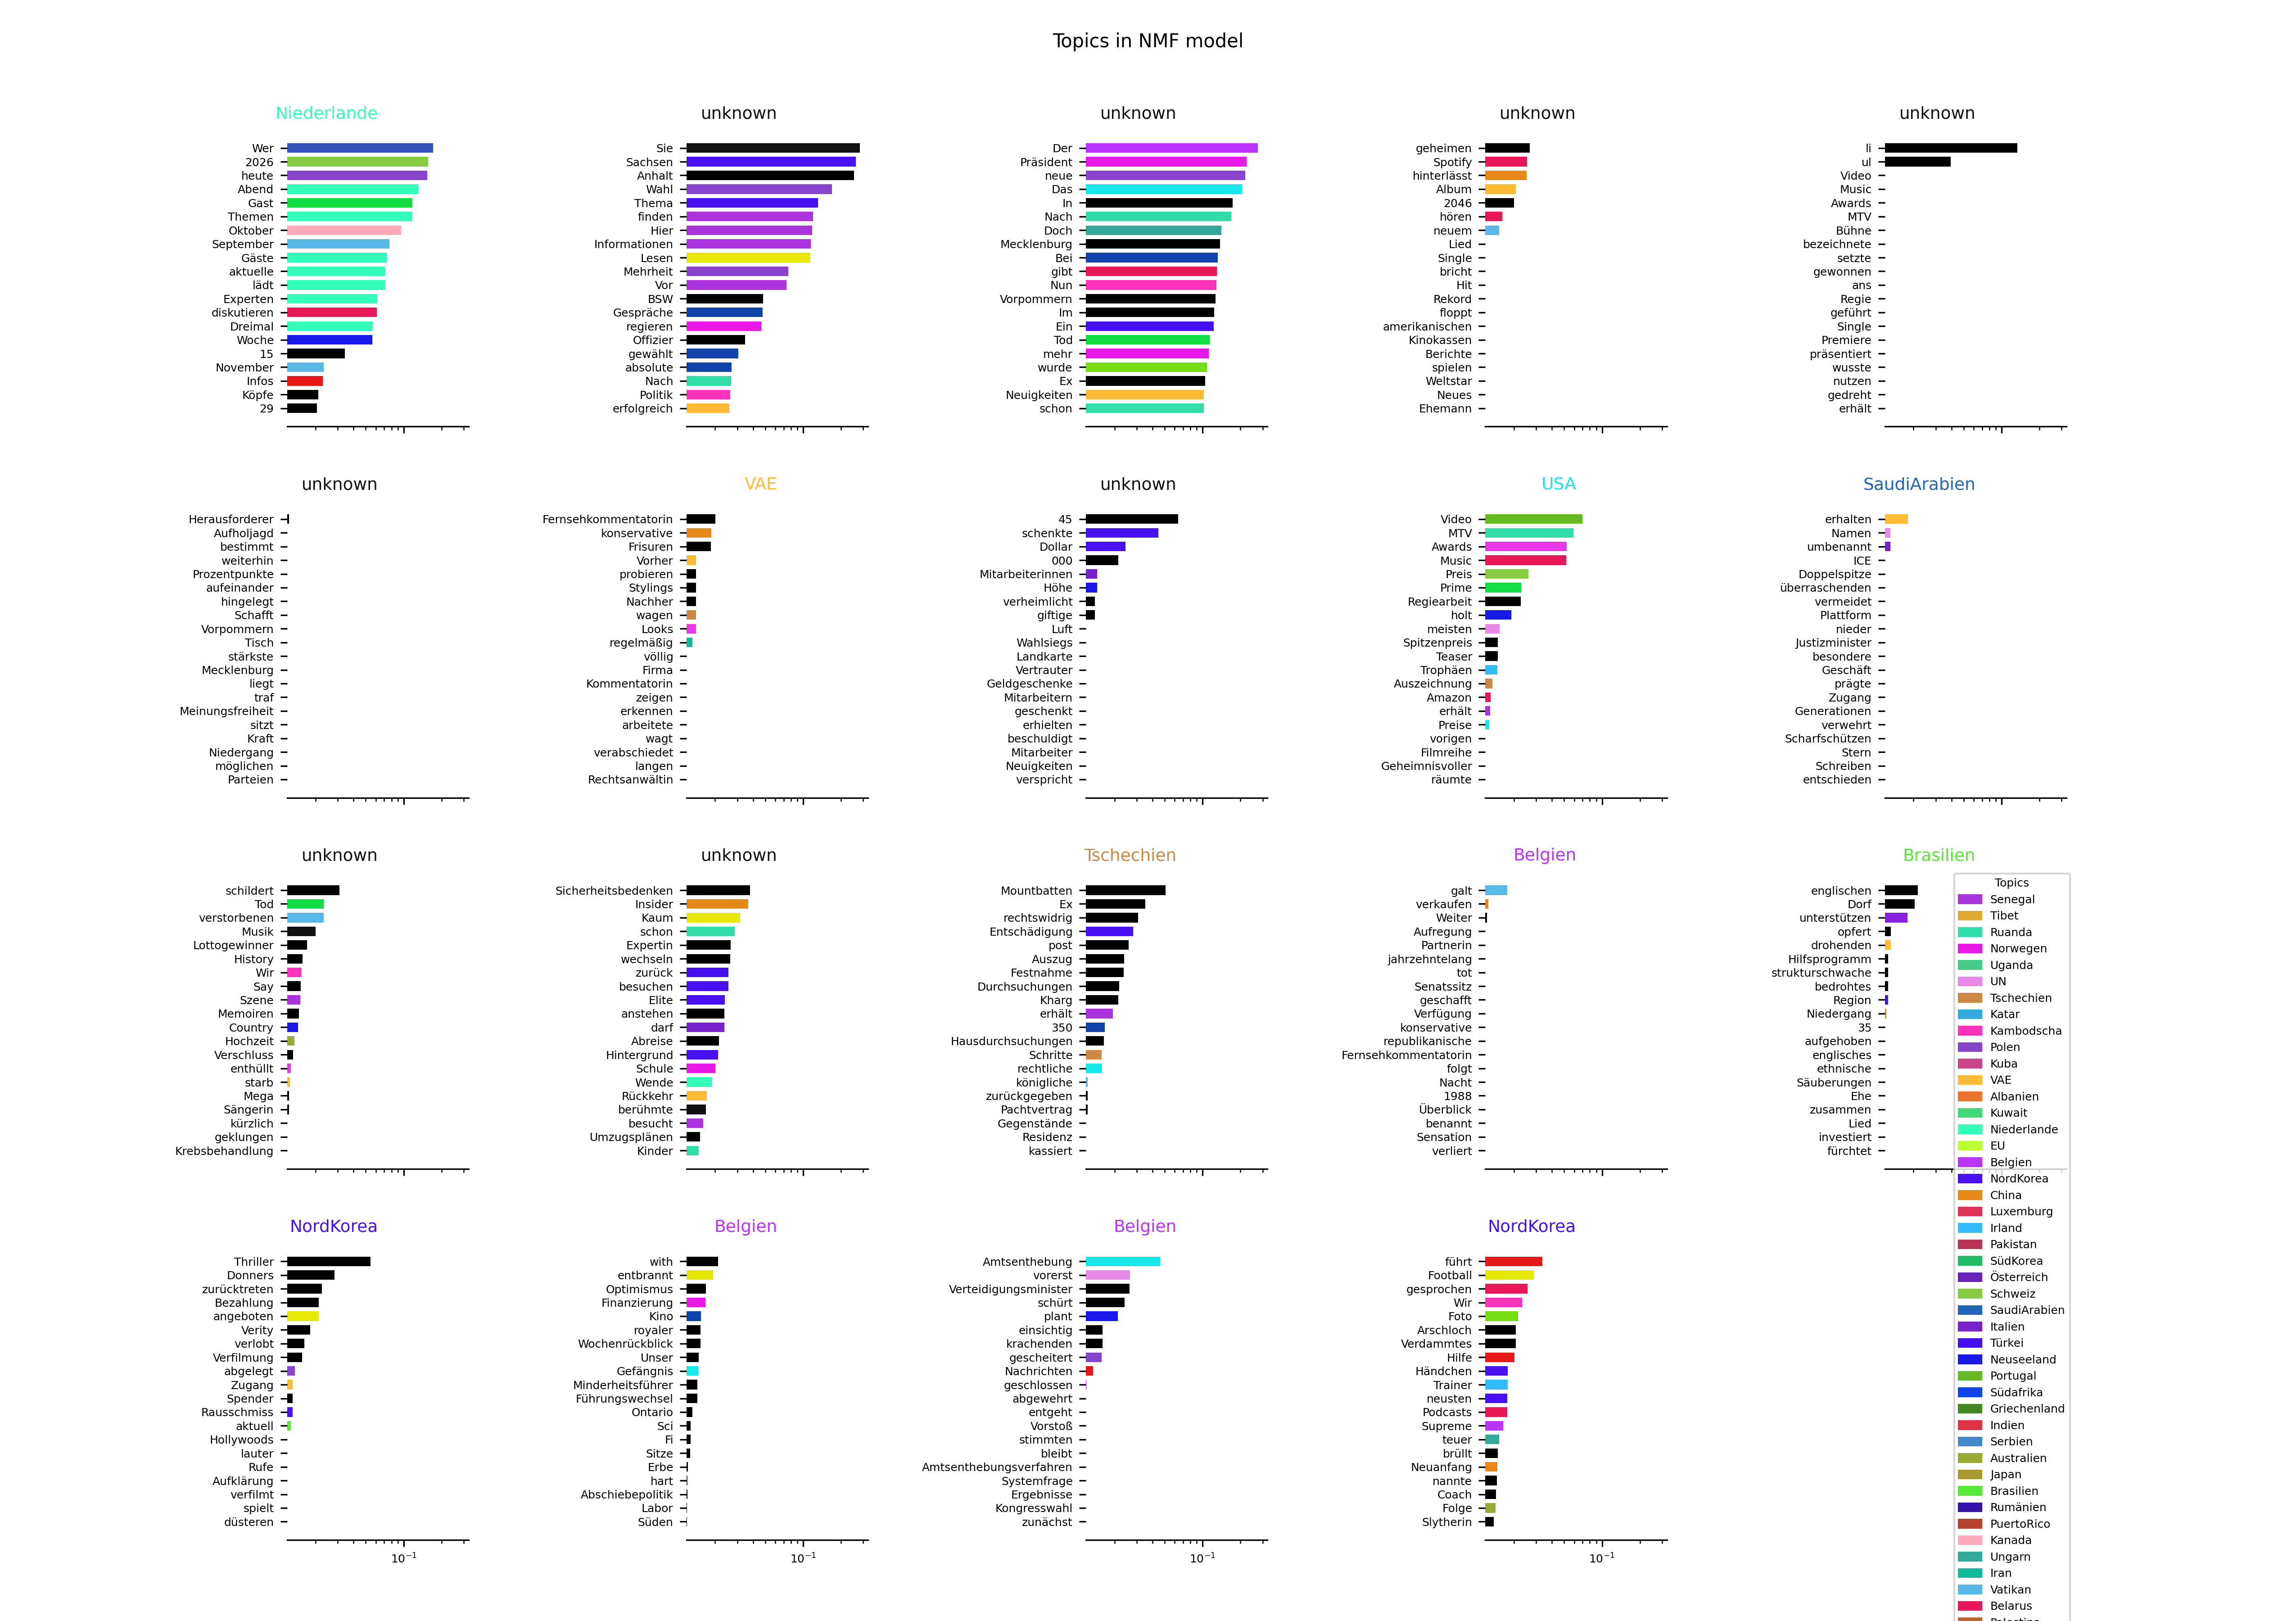 Topics in NMF model
Niederlande
Wer
2026
heute
Abend
Gast
Themen
Oktober
September
Gäste
aktuelle
lädt
Experten
diskutieren
Dreimal
Woche
15
November
Infos
Köpfe
29
unknown
Sie
Sachsen
Anhalt
Wahl
Thema
finden
Hier
Informationen
Lesen
Mehrheit
Vor
BSW
Gespräche
regieren
Offizier
gewählt
absolute
Nach
Politik
erfolgreich
unknown
Der
Präsident
neue
Das
In
Nach
Doch
Mecklenburg
Bei
gibt
Nun
Vorpommern
Im
Ein
Tod
mehr
wurde
Ex
Neuigkeiten
schon
unknown
geheimen
Spotify
hinterlässt
Album
2046
hören
neuem
Lied
Single
bricht
Hit
Rekord
floppt
amerikanischen
Kinokassen
Berichte
spielen
Weltstar
Neues
Ehemann
unknown
li
ul
Video
Music
Awards
MTV
Bühne
bezeichnete
setzte
gewonnen
ans
Regie
geführt
Single
Premiere
präsentiert
wusste
nutzen
gedreht
erhält
unknown
Herausforderer
Aufholjagd
bestimmt
weiterhin
Prozentpunkte
aufeinander
hingelegt
Schafft
Vorpommern
Tisch
stärkste
Mecklenburg
liegt
traf
Meinungsfreiheit
sitzt
Kraft
Niedergang
möglichen
Parteien
VAE
Fernsehkommentatorin
konservative
Frisuren
Vorher
probieren
Stylings
Nachher
wagen
Looks
regelmäßig
völlig
Firma
Kommentatorin
zeigen
erkennen
arbeitete
wagt
verabschiedet
langen
Rechtsanwältin
unknown
45
schenkte
Dollar
000
Mitarbeiterinnen
Höhe
verheimlicht
giftige
Luft
Wahlsiegs
Landkarte
Vertrauter
Geldgeschenke
Mitarbeitern
geschenkt
erhielten
beschuldigt
Mitarbeiter
Neuigkeiten
verspricht
USA
Video
MTV
Awards
Music
Preis
Prime
Regiearbeit
holt
meisten
Spitzenpreis
Teaser
Trophäen
Auszeichnung
Amazon
erhält
Preise
vorigen
Filmreihe
Geheimnisvoller
räumte
SaudiArabien
erhalten
Namen
umbenannt
ICE
Doppelspitze
überraschenden
vermeidet
Plattform
nieder
Justizminister
besondere
Geschäft
prägte
Zugang
Generationen
verwehrt
Scharfschützen
Stern
Schreiben
entschieden
unknown
schildert
Tod
verstorbenen
Musik
Lottogewinner
History
Wir
Say
Szene
Memoiren
Country
Hochzeit
Verschluss
enthüllt
starb
Mega
Sängerin
kürzlich
geklungen
Krebsbehandlung
unknown
Sicherheitsbedenken
Insider
Kaum
schon
Expertin
wechseln
zurück
besuchen
Elite
anstehen
darf
Abreise
Hintergrund
Schule
Wende
Rückkehr
berühmte
besucht
Umzugsplänen
Kinder
Tschechien
Mountbatten
Ex
rechtswidrig
Entschädigung
post
Auszug
Festnahme
Durchsuchungen
Kharg
erhält
350
Hausdurchsuchungen
Schritte
rechtliche
königliche
zurückgegeben
Pachtvertrag
Gegenstände
Residenz
kassiert
Belgien
galt
verkaufen
Weiter
Aufregung
Partnerin
jahrzehntelang
tot
Senatssitz
geschafft
Verfügung
konservative
republikanische
Fernsehkommentatorin
folgt
Nacht
1988
Überblick
benannt
Sensation
verliert
Brasilien
englischen
Dorf
unterstützen
opfert
drohenden
Hilfsprogramm
strukturschwache
bedrohtes
Region
Niedergang
35
aufgehoben
englisches
ethnische
Säuberungen
Ehe
zusammen
Lied
investiert
fürchtet
NordKorea
Thriller
Donners
zurücktreten
Bezahlung
angeboten
Verity
verlobt
Verfilmung
abgelegt
Zugang
Spender
Rausschmiss
aktuell
Hollywoods
lauter
Rufe
Aufklärung
verfilmt
spielt
düsteren
10⁻¹
Belgien
with
entbrannt
Optimismus
Finanzierung
Kino
royaler
Wochenrückblick
Unser
Gefängnis
Minderheitsführer
Führungswechsel
Ontario
Sci
Fi
Sitze
Erbe
hart
Abschiebepolitik
Labor
Süden
10⁻¹
Belgien
Amtsenthebung
vorerst
Verteidigungsminister
schürt
plant
einsichtig
krachenden
gescheitert
Nachrichten
geschlossen
abgewehrt
entgeht
Vorstoß
stimmten
bleibt
Amtsenthebungsverfahren
Systemfrage
Ergebnisse
Kongresswahl
zunächst
10⁻¹
NordKorea
führt
Football
gesprochen
Wir
Foto
Arschloch
Verdammtes
Hilfe
Händchen
Trainer
neusten
Podcasts
Supreme
teuer
brüllt
Neuanfang
nannte
Coach
Folge
Slytherin
10⁻¹
Topics
Senegal
Tibet
Ruanda
Norwegen
Uganda
UN
Tschechien
Katar
Kambodscha
Polen
Kuba
VAE
Albanien
Kuwait
Niederlande
EU
Belgien
NordKorea
China
Luxemburg
Irland
Pakistan
SüdKorea
Österreich
Schweiz
SaudiArabien
Italien
Türkei
Neuseeland
Portugal
Südafrika
Griechenland
Indien
Serbien
Australien
Japan
Brasilien
Rumänien
PuertoRico
Kanada
Ungarn
Iran
Vatikan
Belarus